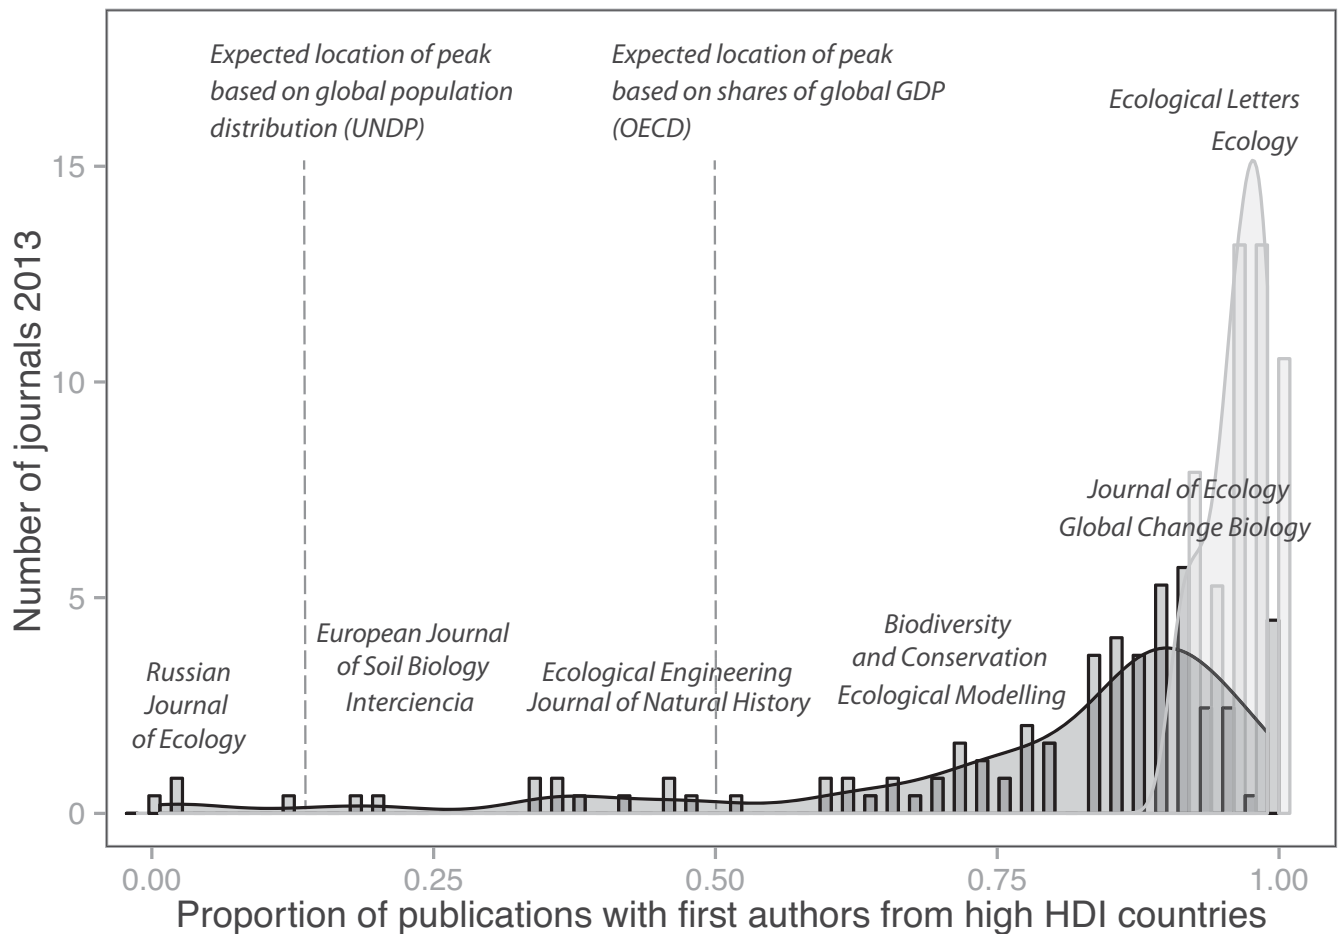 Expected location of peak
based on global population
distribution (UNDP)
Expected location of peak
based on shares of global GDP
(OECD)
Ecological Letters
Ecology
15
10
5
0
Number of journals 2013
Journal of Ecology
Global Change Biology
Biodiversity
and Conservation
Ecological Modelling
European Journal
of Soil Biology
Interciencia
Ecological Engineering
Journal of Natural History
Russian
Journal
of Ecology
0.00
0.25
0.50
0.75
1.00
Proportion of publications with first authors from high HDI countries